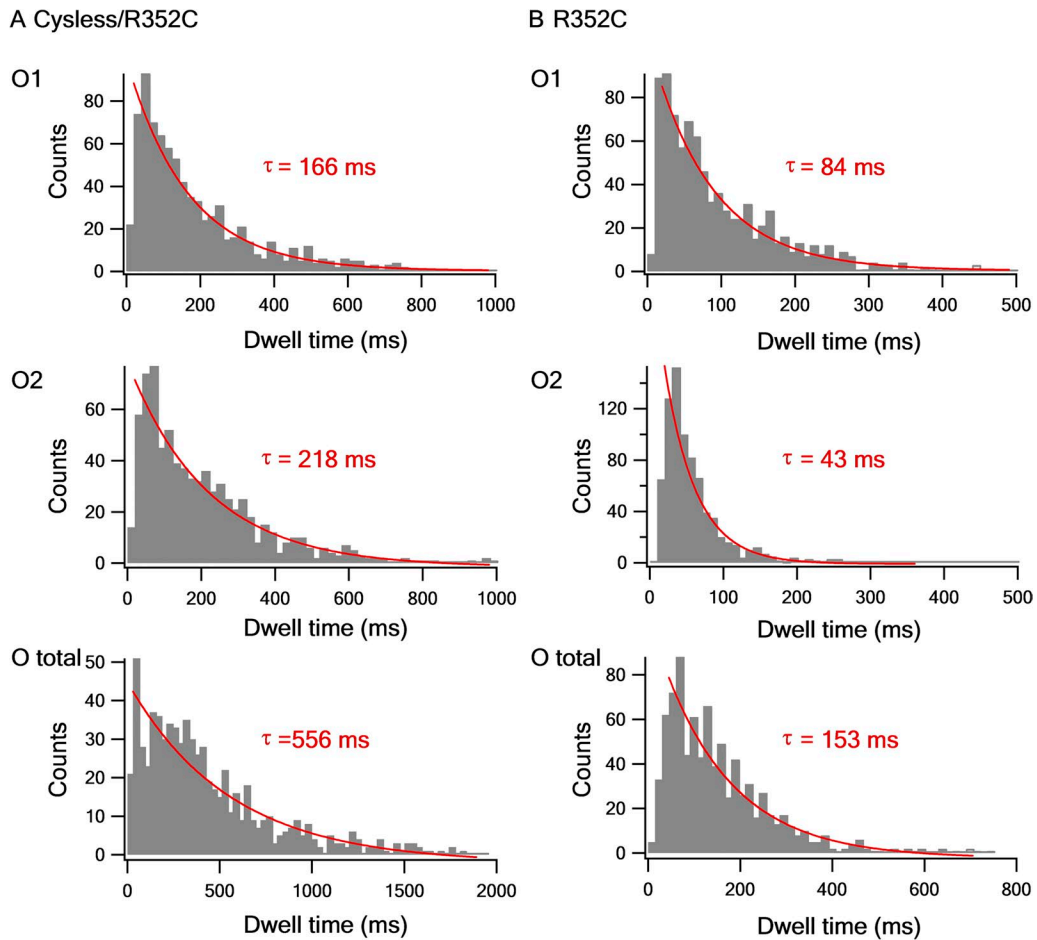 A Cysless/R352C
O1
Counts
80
60
40
20
0
τ = 166 ms
0 200 400 600 800 1000
Dwell time (ms)
O2
Counts
60
40
20
0
τ = 218 ms
0 200 400 600 800 1000
Dwell time (ms)
O total
Counts
50
40
30
20
10
0
τ =556 ms
0 500 1000 1500 2000
Dwell time (ms)
B R352C
O1
Counts
80
60
40
20
0
τ = 84 ms
0 100 200 300 400 500
Dwell time (ms)
O2
Counts
120
80
40
0
τ = 43 ms
0 100 200 300 400 500
Dwell time (ms)
O total
Counts
80
60
40
20
0
τ = 153 ms
0 200 400 600 800
Dwell time (ms)